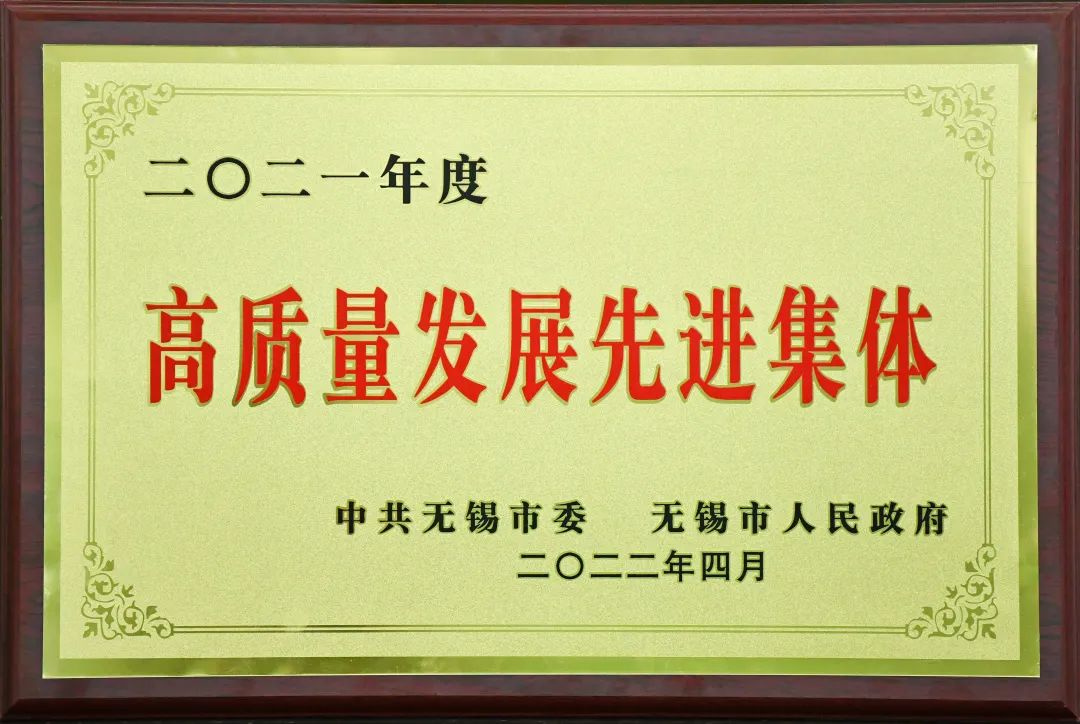 二〇二一年度
高质量发展先进集体
中共无锡市委 无锡市人民政府
二〇二二年四月